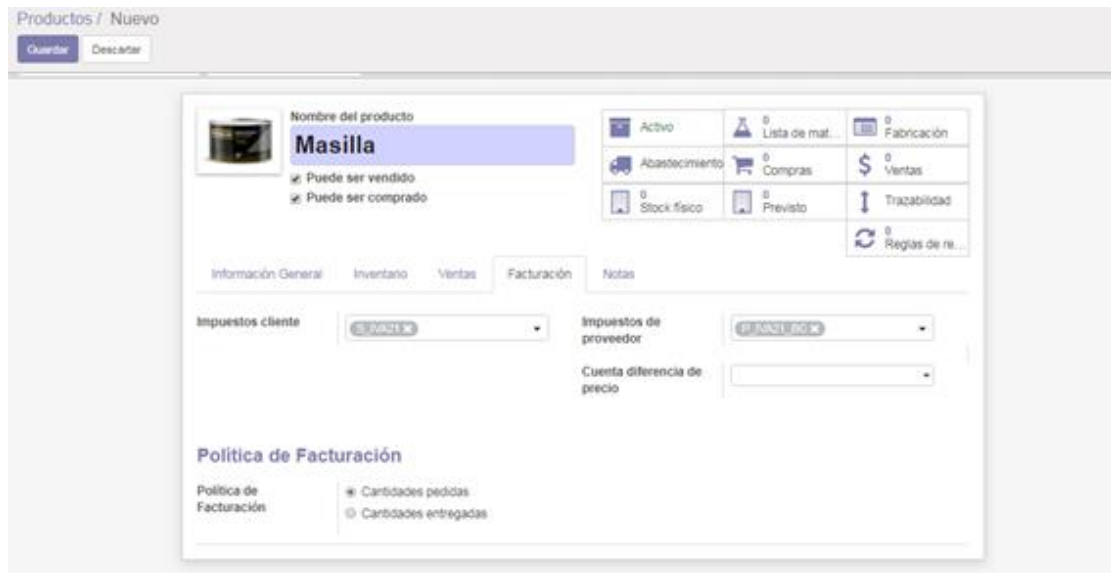 Productos / Nuevo
Guardar Descartar
Nombre del producto
Masilla
Puede ser vendido
Puede ser comprado
Activo
0
Lista de mat...
0
Fabricación
Abastecimiento
0
Compras
0
Ventas
0
Stock físico
0
Previsto
Trazabilidad
0
Reglas de re...
Información General Inventario Ventas Facturación Notas
Impuestos cliente
S_IVA21 x
Impuestos de
proveedor
P_IVA21_BC x
Cuenta diferencia de
precio
Política de Facturación
Política de
Facturación
Cantidades pedidas
Cantidades entregadas